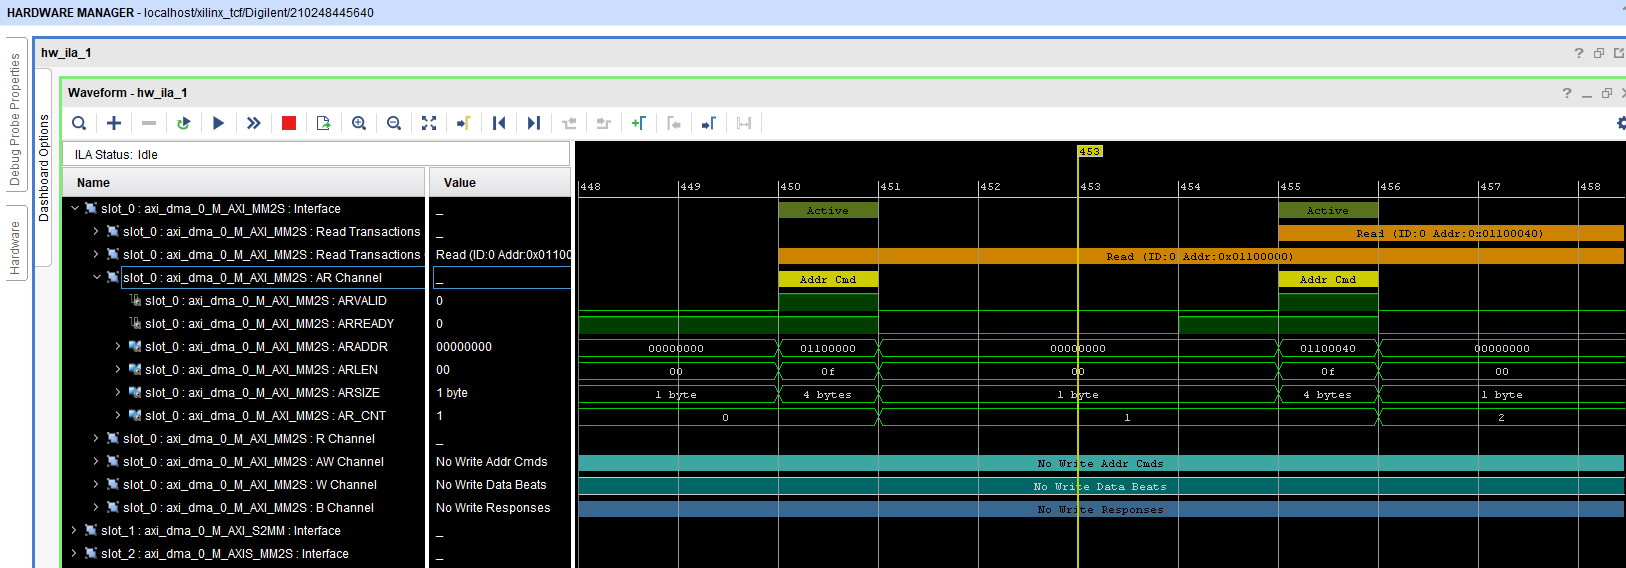 HARDWARE MANAGER - localhost/xilinx_tcf/Digilent/210248445640
Debug Probe Properties
Hardware
Dashboard Options
hw_ila_1
?
Waveform - hw_ila_1
?
ILA Status: Idle
Name Value
453
448 449 450 451 452 453 454 455 456 457 458
slot_0 : axi_dma_0_M_AXI_MM2S : Interface _ Active Active
slot_0 : axi_dma_0_M_AXI_MM2S : Read Transactions _ Read (ID:0 Addr:0x01100040)
slot_0 : axi_dma_0_M_AXI_MM2S : Read Transactions Read (ID:0 Addr:0x01100 Read (ID:0 Addr:0x01100000)
slot_0 : axi_dma_0_M_AXI_MM2S : AR Channel _ Addr Cmd Addr Cmd
slot_0 : axi_dma_0_M_AXI_MM2S : ARVALID 0
slot_0 : axi_dma_0_M_AXI_MM2S : ARREADY 0
slot_0 : axi_dma_0_M_AXI_MM2S : ARADDR 00000000 00000000 01100000 00000000 01100040 00000000
slot_0 : axi_dma_0_M_AXI_MM2S : ARLEN 00 00 0f 00 0f 00
slot_0 : axi_dma_0_M_AXI_MM2S : ARSIZE 1 byte 1 byte 4 bytes 1 byte 4 bytes 1 byte
slot_0 : axi_dma_0_M_AXI_MM2S : AR_CNT 1 0 1 2
slot_0 : axi_dma_0_M_AXI_MM2S : R Channel _
slot_0 : axi_dma_0_M_AXI_MM2S : AW Channel No Write Addr Cmds No Write Addr Cmds
slot_0 : axi_dma_0_M_AXI_MM2S : W Channel No Write Data Beats No Write Data Beats
slot_0 : axi_dma_0_M_AXI_MM2S : B Channel No Write Responses No Write Responses
slot_1 : axi_dma_0_M_AXI_S2MM : Interface _
slot_2 : axi_dma_0_M_AXIS_MM2S : Interface _